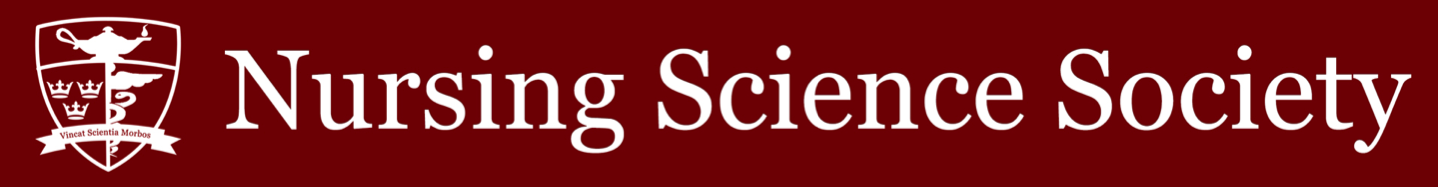 Nursing Science Society
Vincat Scientia Morbos